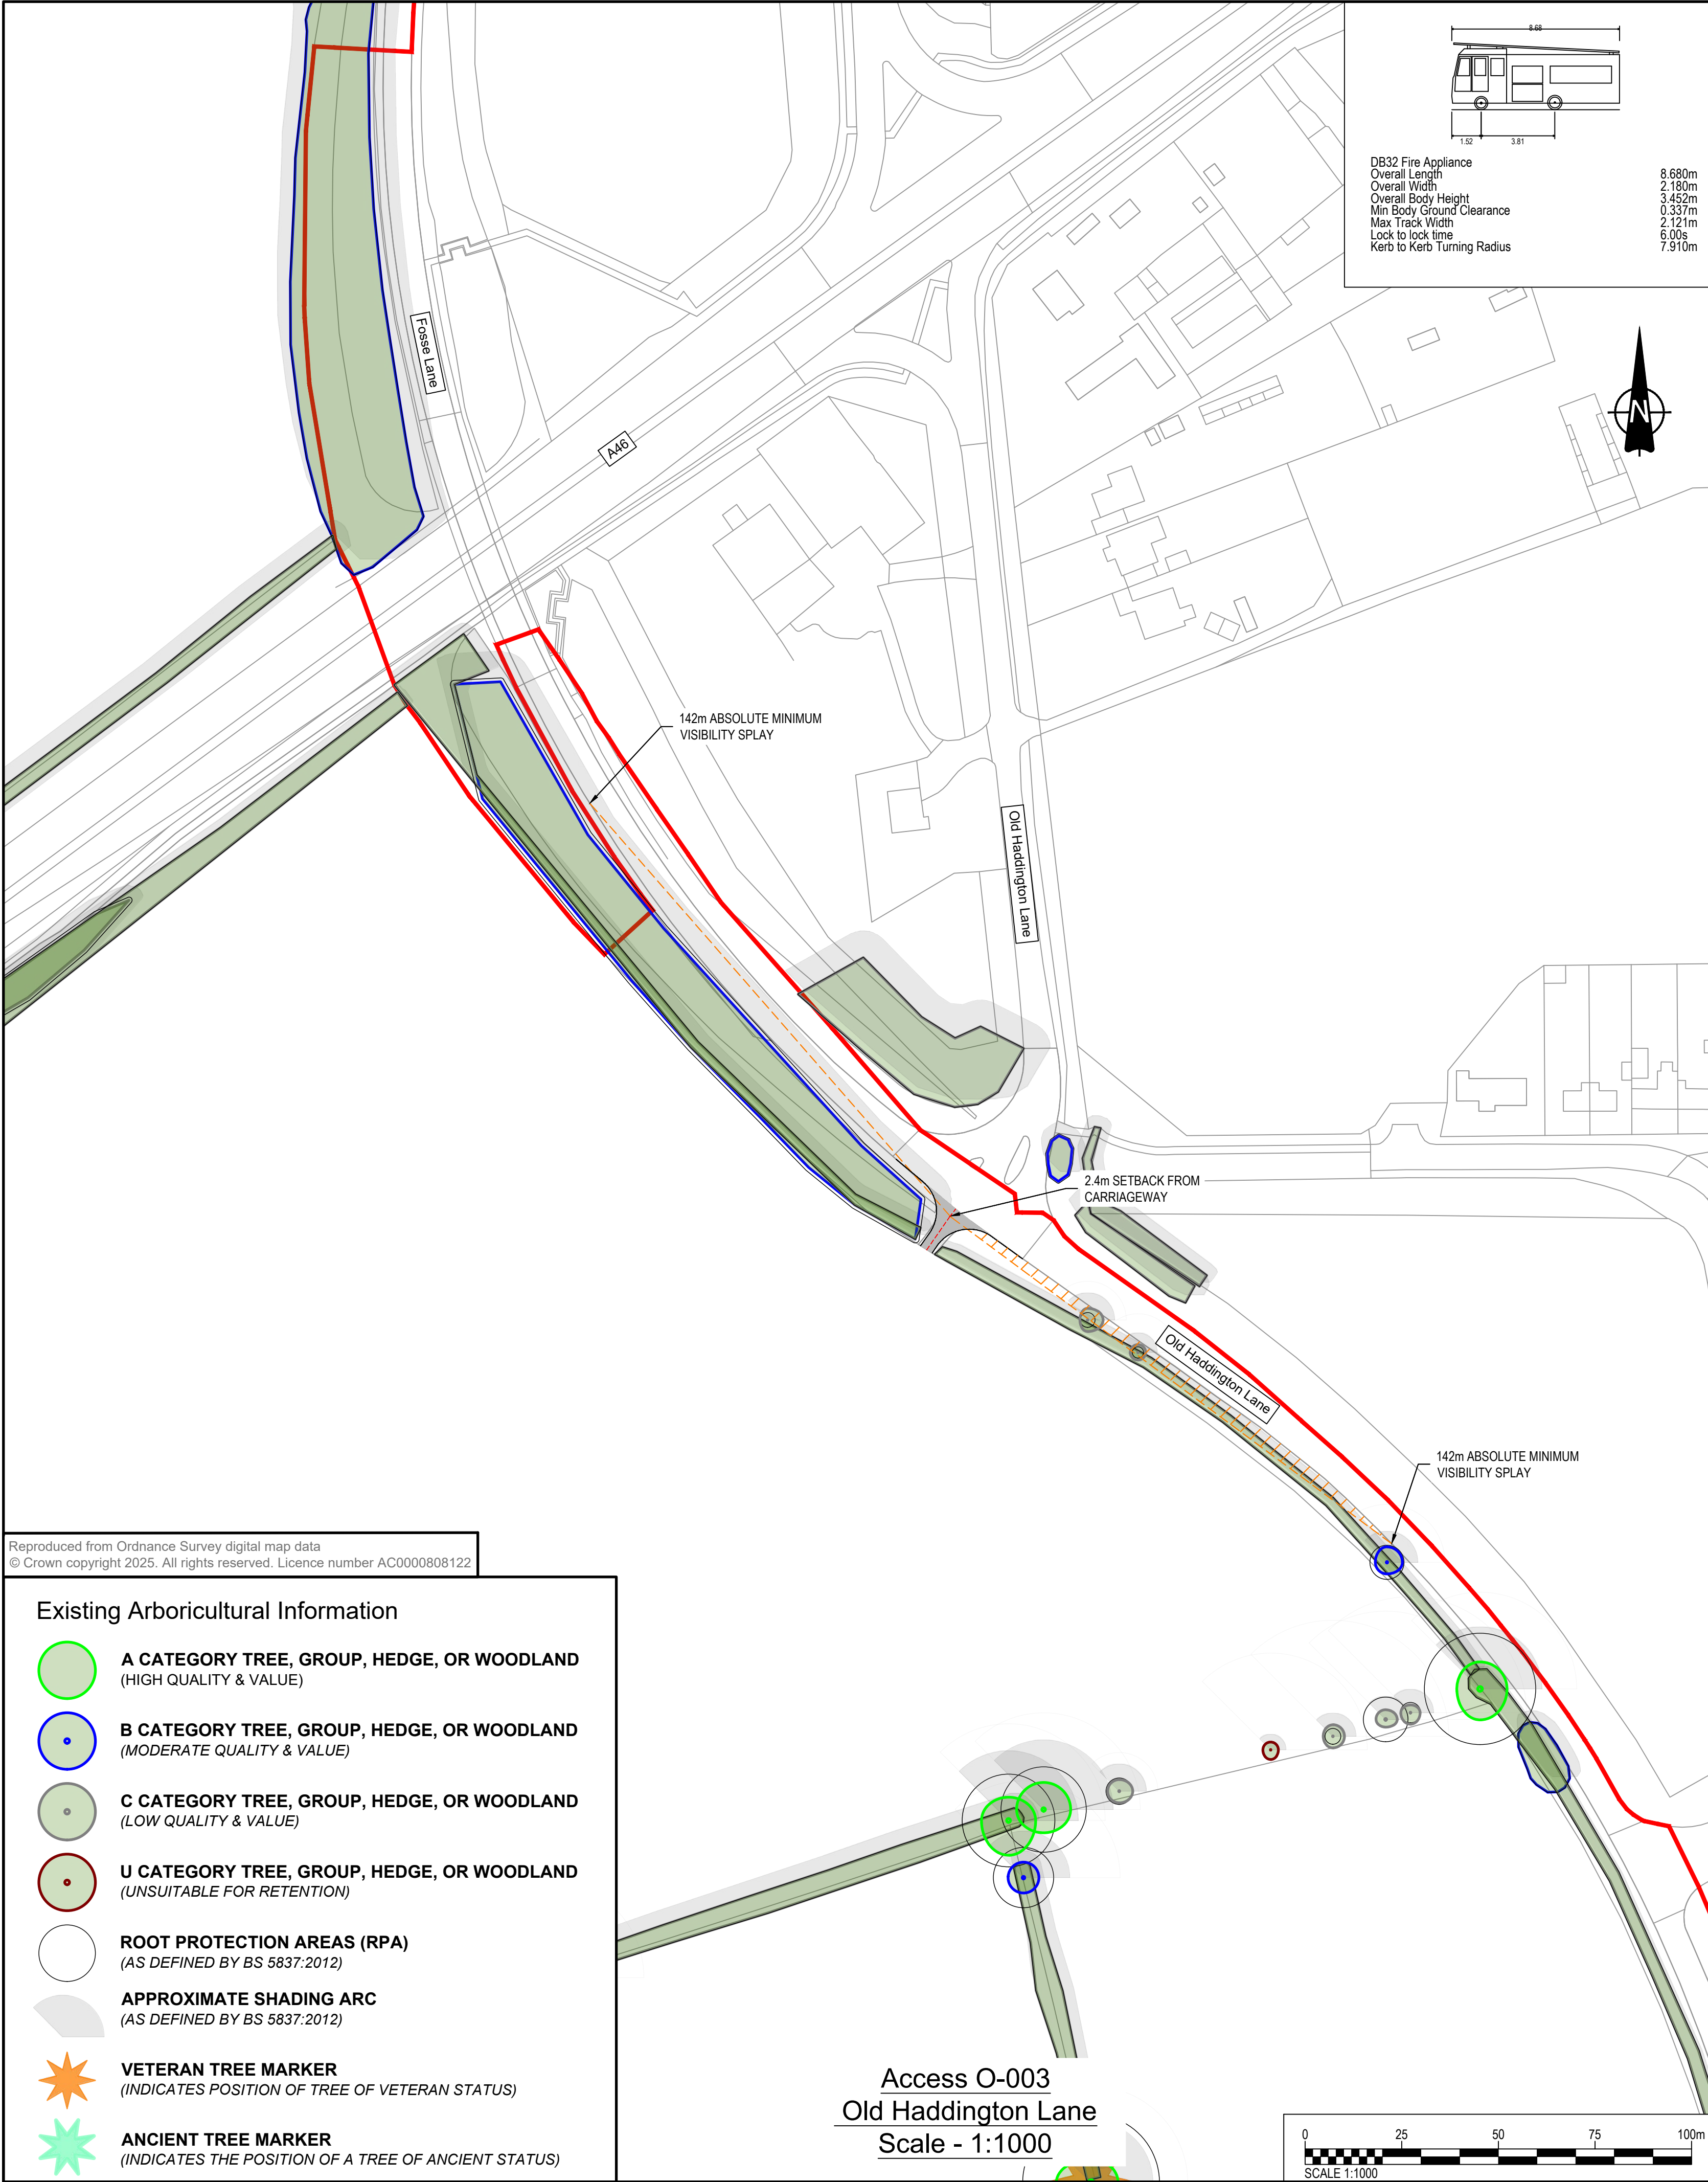 8.68
1.52
3.81
DB32 Fire Appliance
Overall Length 8.680m
Overall Width 2.180m
Overall Body Height 3.452m
Min Body Ground Clearance 0.337m
Max Track Width 2.121m
Lock to lock time 6.00s
Kerb to Kerb Turning Radius 7.910m
N
Fosse Lane
A46
142m ABSOLUTE MINIMUM
VISIBILITY SPLAY
Old Haddington Lane
2.4m SETBACK FROM
CARRIAGEWAY
Old Haddington Lane
142m ABSOLUTE MINIMUM
VISIBILITY SPLAY
Reproduced from Ordnance Survey digital map data
© Crown copyright 2025. All rights reserved. Licence number AC0000808122
Existing Arboricultural Information
A CATEGORY TREE, GROUP, HEDGE, OR WOODLAND
(HIGH QUALITY & VALUE)
B CATEGORY TREE, GROUP, HEDGE, OR WOODLAND
(MODERATE QUALITY & VALUE)
C CATEGORY TREE, GROUP, HEDGE, OR WOODLAND
(LOW QUALITY & VALUE)
U CATEGORY TREE, GROUP, HEDGE, OR WOODLAND
(UNSUITABLE FOR RETENTION)
ROOT PROTECTION AREAS (RPA)
(AS DEFINED BY BS 5837:2012)
APPROXIMATE SHADING ARC
(AS DEFINED BY BS 5837:2012)
VETERAN TREE MARKER
(INDICATES POSITION OF TREE OF VETERAN STATUS)
ANCIENT TREE MARKER
(INDICATES THE POSITION OF A TREE OF ANCIENT STATUS)
Access O-003
Old Haddington Lane
Scale - 1:1000
0 25 50 75 100m
SCALE 1:1000